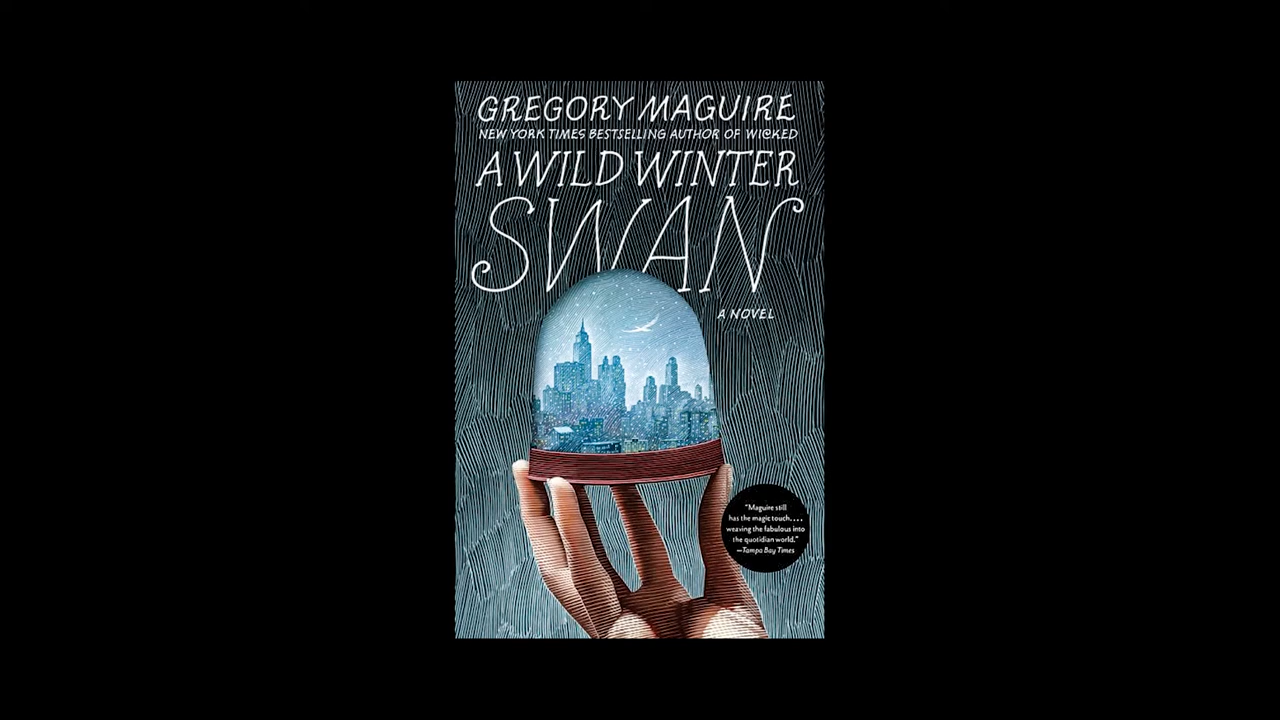 GREGORY MAGUIRE
NEW YORK TIMES BESTSELLING AUTHOR OF WICKED
A WILD WINTER
SWAN
A NOVEL
"Maguire still
has the magic touch....
weaving the fabulous into
the quotidian world."
—Tampa Bay Times